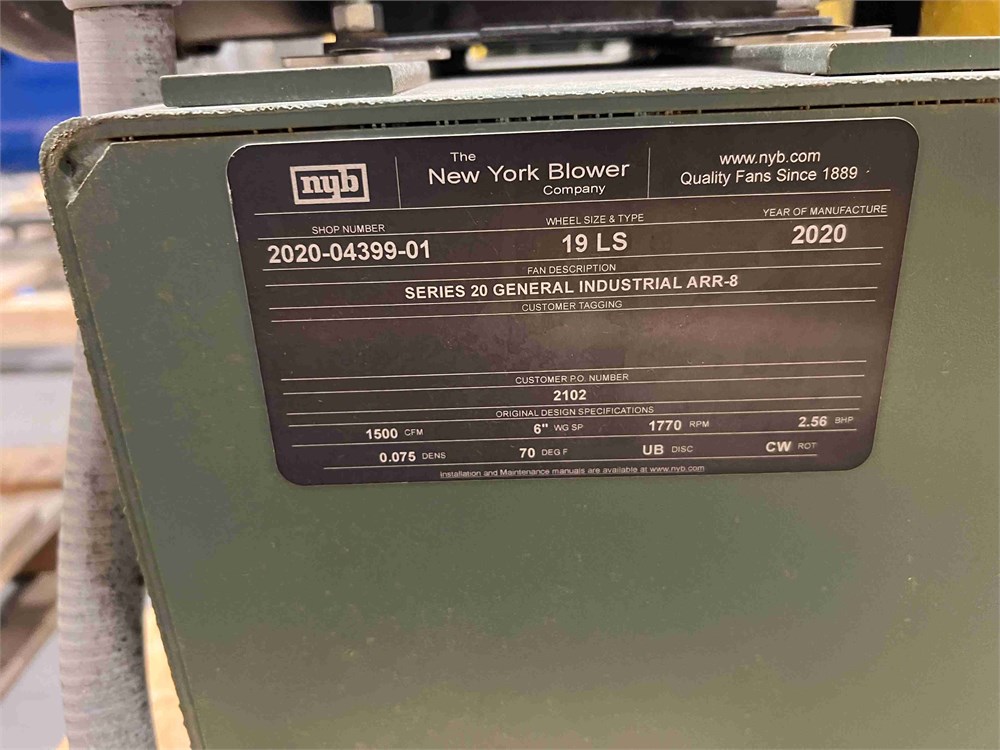 nyb
The
New York Blower
Company
www.nyb.com
Quality Fans Since 1889
SHOP NUMBER
2020-04399-01
WHEEL SIZE & TYPE
19 LS
YEAR OF MANUFACTURE
2020
FAN DESCRIPTION
SERIES 20 GENERAL INDUSTRIAL ARR-8
CUSTOMER TAGGING
CUSTOMER P.O. NUMBER
2102
ORIGINAL DESIGN SPECIFICATIONS
1500 CFM 6" WG SP 1770 RPM 2.56 BHP
0.075 DENS 70 DEG F UB DISC CW ROT
Installation and Maintenance manuals are available at www.nyb.com